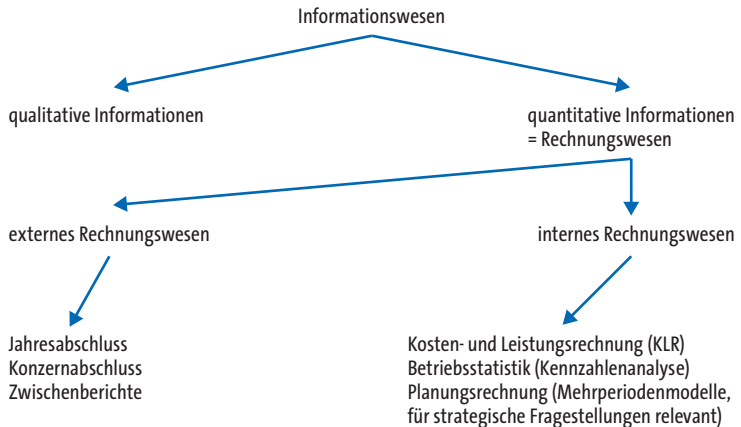 Informationswesen
qualitative Informationen
quantitative Informationen
= Rechnungswesen
externes Rechnungswesen
internes Rechnungswesen
Jahresabschluss
Konzernabschluss
Zwischenberichte
Kosten- und Leistungsrechnung (KLR)
Betriebsstatistik (Kennzahlenanalyse)
Planungsrechnung (Mehrperiodenmodelle,
für strategische Fragestellungen relevant)